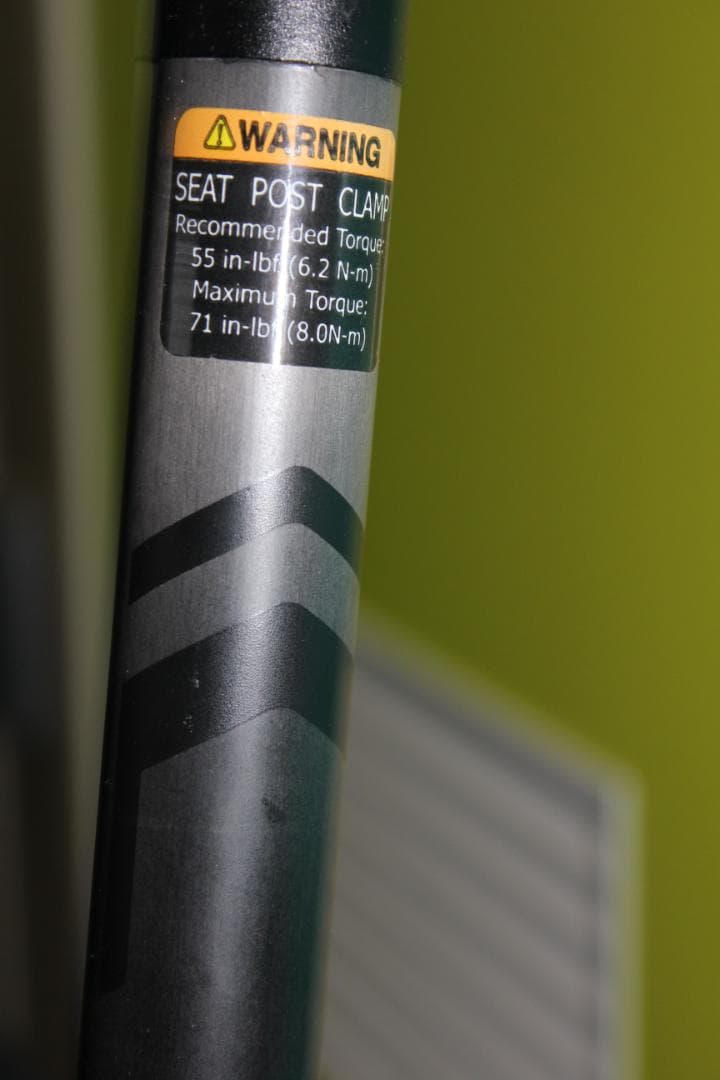 WARNING
SEAT POST CLAMP
Recommended Torque:
55 in-lbf (6.2 N-m)
Maximum Torque:
71 in-lbf (8.0N-m)